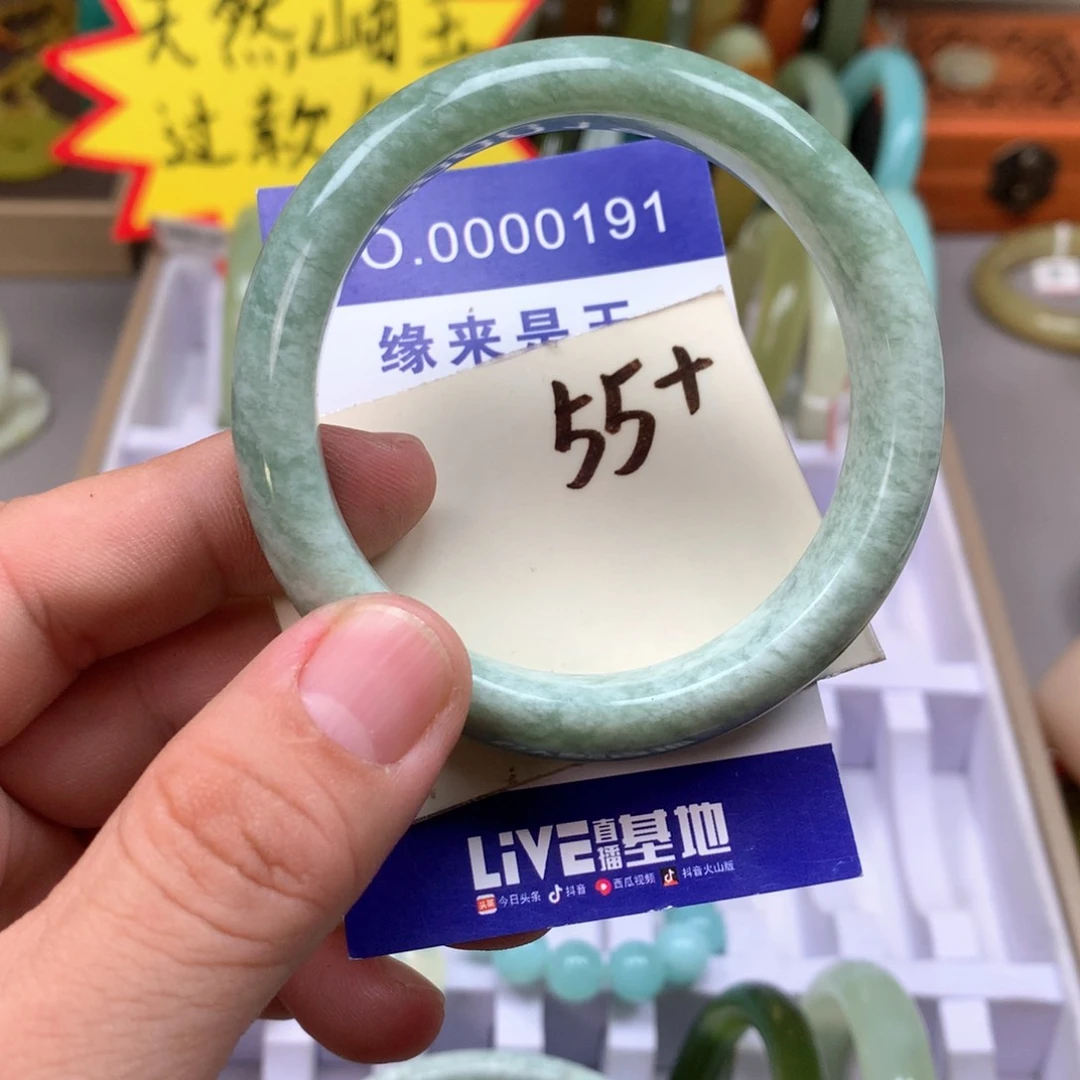 天然岫玉
过款
O.0000191
缘来是玉
55+
LiVE直播基地
今日头条 抖音 西瓜视频 抖音火山版